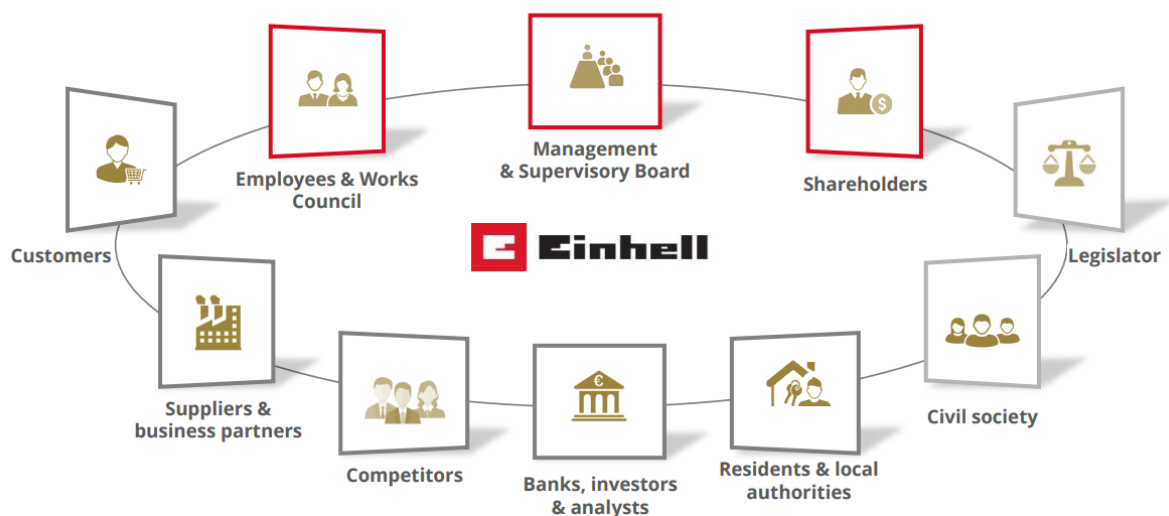 Employees & Works
Council
Management
& Supervisory Board
Shareholders
$
Customers
Einhell
Legislator
Suppliers &
business partners
Competitors
€
Banks, investors
& analysts
Residents & local
authorities
Civil society